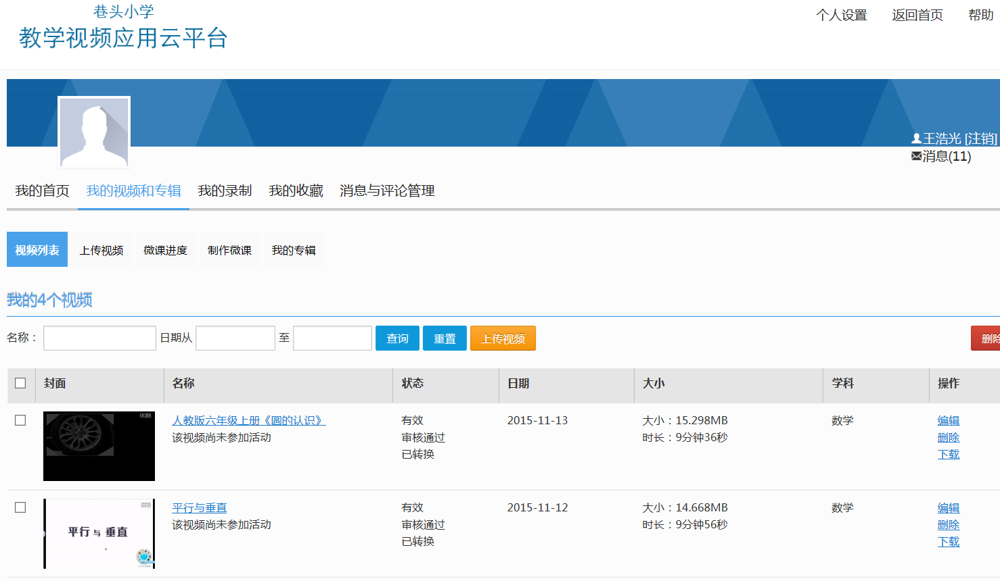 巷头小学
教学视频应用云平台
个人设置 返回首页 帮助
王浩光 [注销]
消息(11)
我的首页 我的视频和专辑 我的录制 我的收藏 消息与评论管理
视频列表 上传视频 微课进度 制作微课 我的专辑
我的4个视频
名称： 日期从 至 查询 重置 上传视频 删除
封面 名称 状态 日期 大小 学科 操作
优酷
人教版六年级上册《圆的认识》 有效 2015-11-13 大小：15.298MB 数学 编辑
该视频尚未参加活动 审核通过 时长：9分钟36秒 删除
已转换 下载
优酷
平行与垂直 有效 2015-11-12 大小：14.668MB 数学 编辑
该视频尚未参加活动 审核通过 时长：9分钟56秒 删除
平行与垂直
已转换 下载